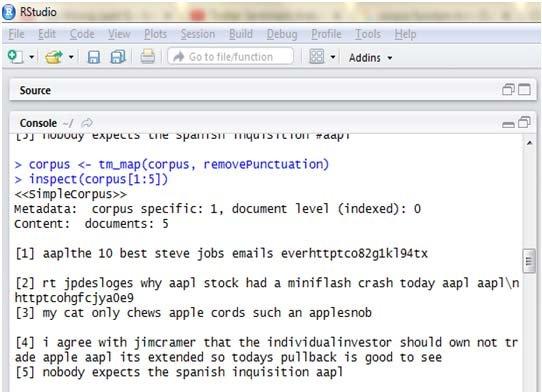 RStudio
File Edit Code View Plots Session Build Debug Profile Tools Help
Go to file/function
Addins
Source
Console ~/
[5] nobody expects the spanish inquisition #aapl
> corpus <- tm_map(corpus, removePunctuation)
> inspect(corpus[1:5])
<<SimpleCorpus>>
Metadata:  corpus specific: 1, document level (indexed): 0
Content:  documents: 5
[1] aaplthe 10 best steve jobs emails everhttptco82g1kl94tx
[2] rt jpdesloges why aapl stock had a miniflash crash today aapl aapl\n
httptcohgfcjya0e9
[3] my cat only chews apple cords such an applesnob
[4] i agree with jimcramer that the individualinvestor should own not tr
ade apple aapl its extended so todays pullback is good to see
[5] nobody expects the spanish inquisition aapl